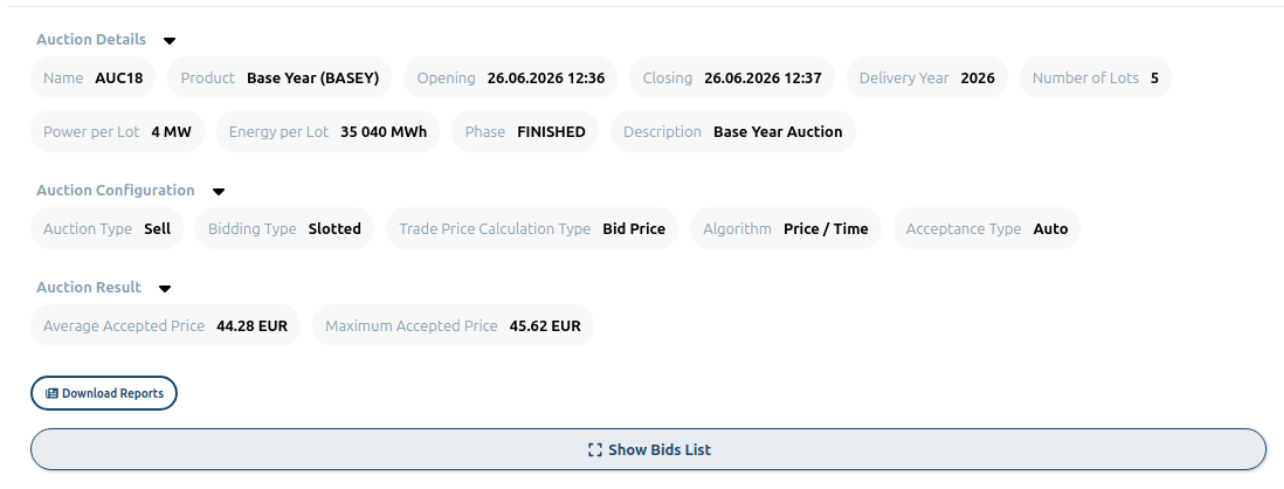 Auction Details
Name AUC18 Product Base Year (BASEY) Opening 26.06.2026 12:36 Closing 26.06.2026 12:37 Delivery Year 2026 Number of Lots 5
Power per Lot 4 MW Energy per Lot 35 040 MWh Phase FINISHED Description Base Year Auction
Auction Configuration
Auction Type Sell Bidding Type Slotted Trade Price Calculation Type Bid Price Algorithm Price / Time Acceptance Type Auto
Auction Result
Average Accepted Price 44.28 EUR Maximum Accepted Price 45.62 EUR
Download Reports
Show Bids List